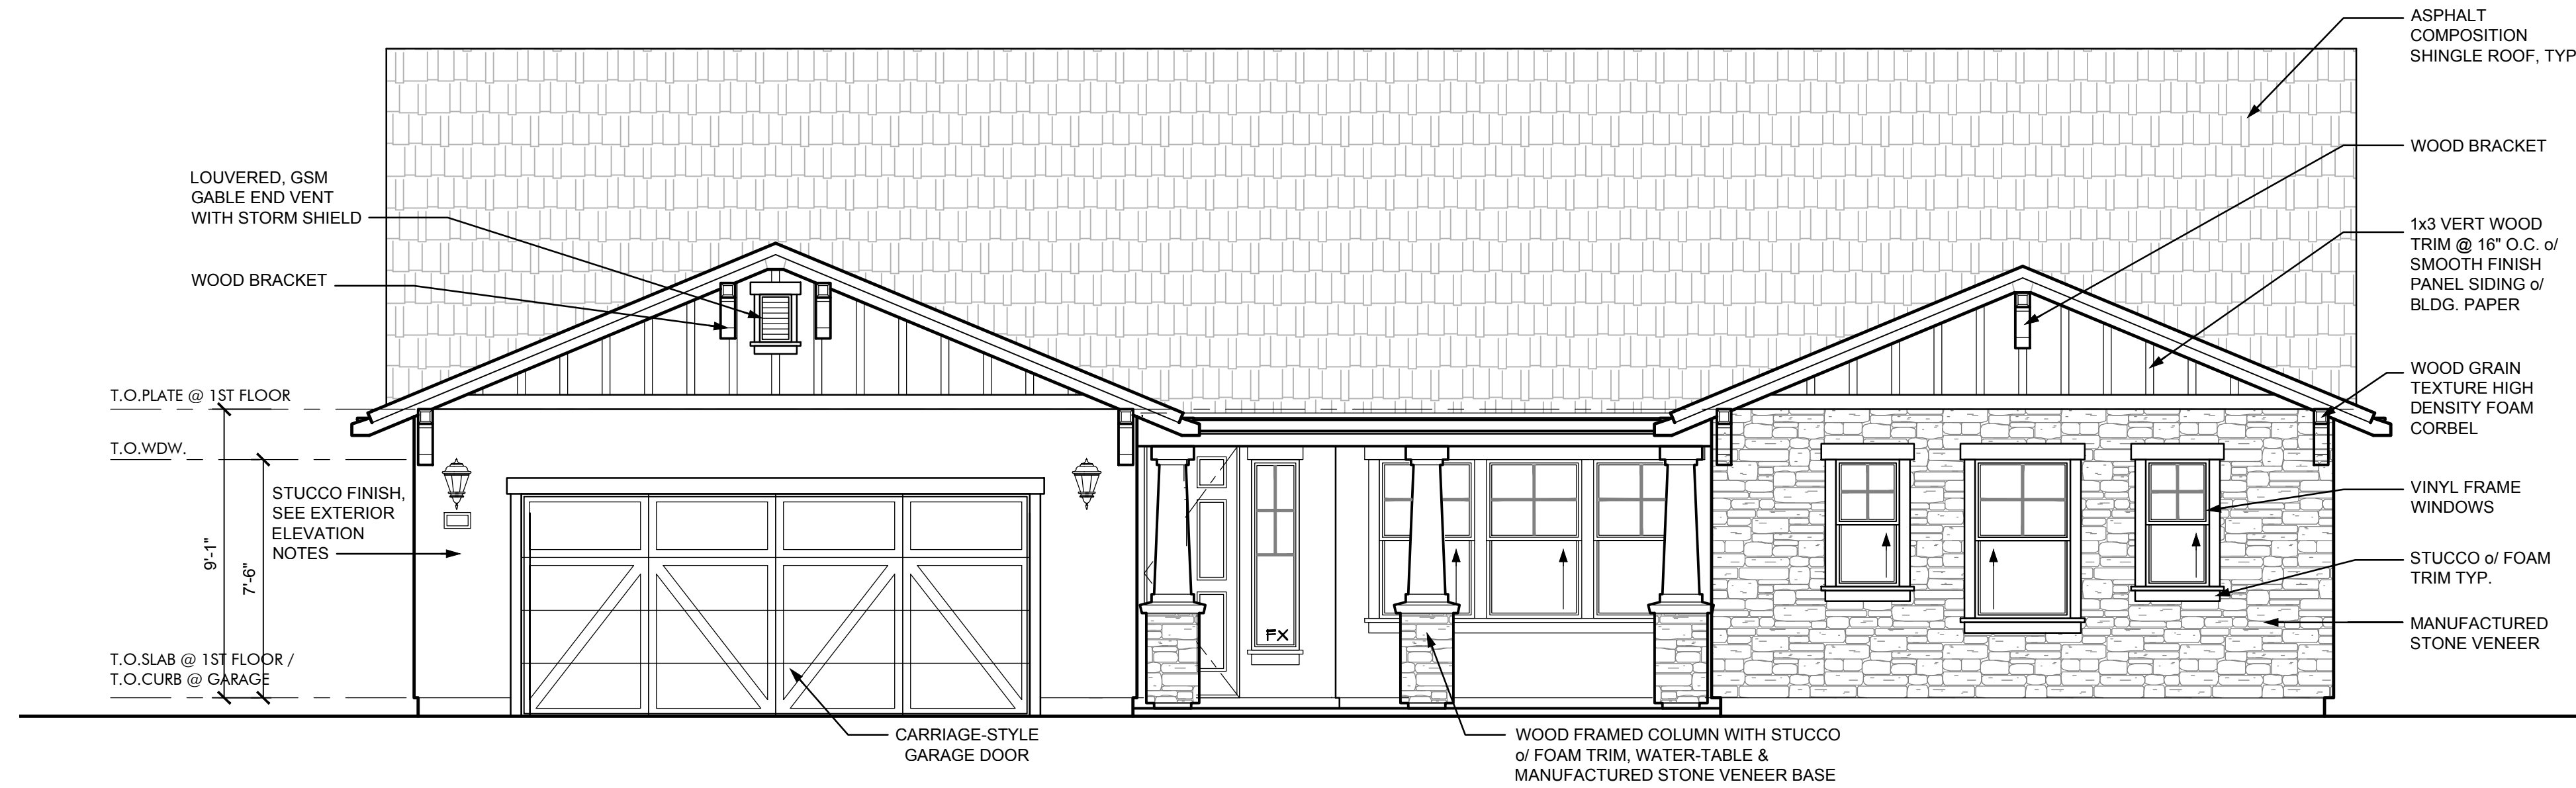 ASPHALT
COMPOSITION
SHINGLE ROOF, TYP
WOOD BRACKET
1x3 VERT WOOD
TRIM @ 16" O.C. o/
SMOOTH FINISH
PANEL SIDING o/
BLDG. PAPER
WOOD GRAIN
TEXTURE HIGH
DENSITY FOAM
CORBEL
VINYL FRAME
WINDOWS
STUCCO o/ FOAM
TRIM TYP.
MANUFACTURED
STONE VENEER
LOUVERED, GSM
GABLE END VENT
WITH STORM SHIELD
WOOD BRACKET
T.O.PLATE @ 1ST FLOOR
T.O.WDW.
STUCCO FINISH,
SEE EXTERIOR
ELEVATION
NOTES
9'-1"
7'-6"
T.O.SLAB @ 1ST FLOOR /
T.O.CURB @ GARAGE
FX
CARRIAGE-STYLE
GARAGE DOOR
WOOD FRAMED COLUMN WITH STUCCO
o/ FOAM TRIM, WATER-TABLE &
MANUFACTURED STONE VENEER BASE